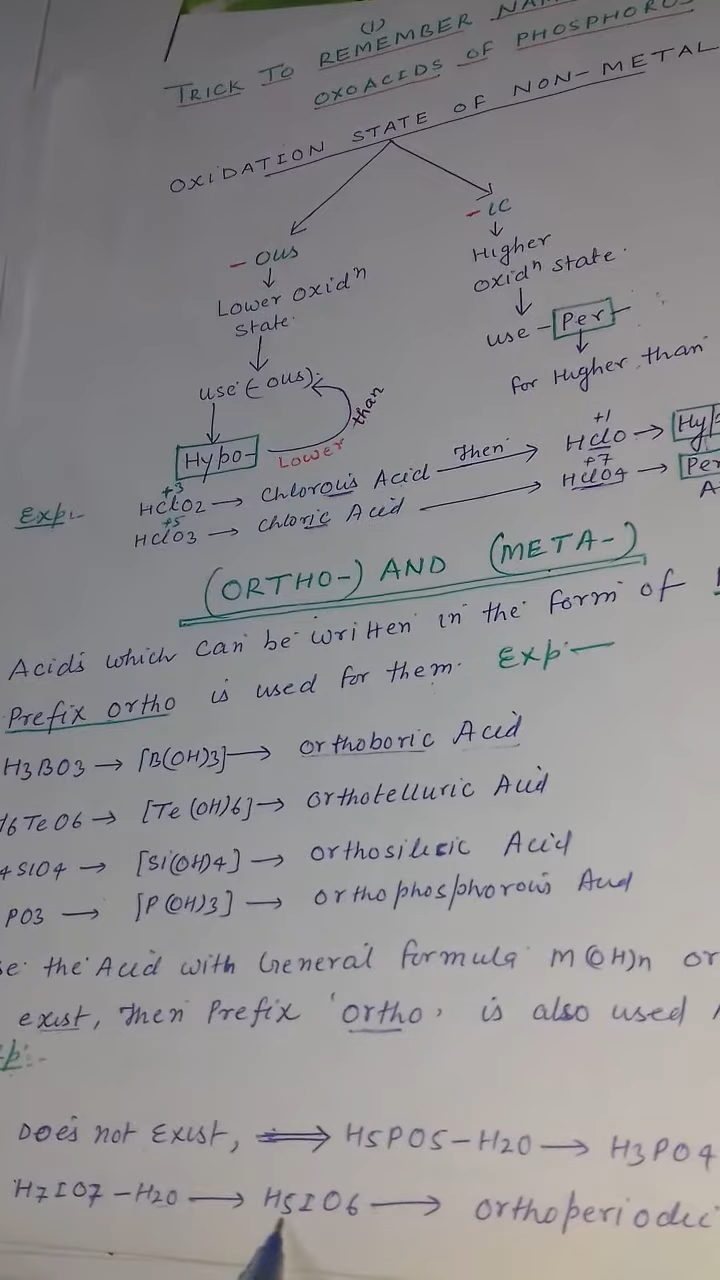 (1)
TRICK TO REMEMBER
OXOACIDS OF PHOSPHOROUS
OXIDATION STATE OF NON-METAL
- OUS
- IC
Lower Oxidⁿ
State.
Higher
Oxidⁿ state.
use (-ous).
use - Per -
for Higher than
Hypo-
Lower than
Exp:-
+3
HClO2 → Chlorous Acid Then →
+1
HClO → Hyp
+5
HClO3 → Chloric Acid →
+7
HClO4 → Per
A
(ORTHO-) AND (META-)
Acids which can be written in the form of
Prefix ortho is used for them. Exp:-
H3BO3 → [B(OH)3] → Orthoboric Acid
H6TeO6 → [Te(OH)6] → Orthotelluric Acid
4SiO4 → [Si(OH)4] → Orthosilicic Acid
PO3 → [P(OH)3] → Orthophosphorous Acid
se the Acid with General formula M(OH)n or
exist, then Prefix 'Ortho' is also used
p:-
Does not Exist, ⟹ H5PO5-H2O → H3PO4
H7IO7-H2O → H5IO6 → Orthoperiodic